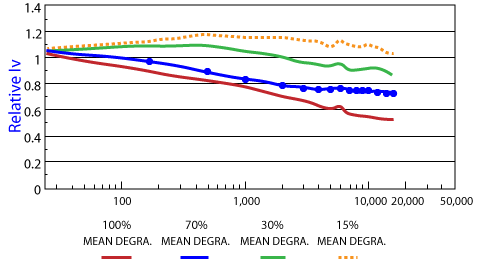 1.4
1.2
1
0.8
0.6
0.4
0.2
0
Relative Iv
100 1,000 10,000 20,000 50,000
100% 70% 30% 15%
MEAN DEGRA. MEAN DEGRA. MEAN DEGRA. MEAN DEGRA.